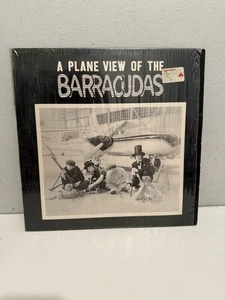 A PLANE VIEW OF THE
BARRACUDAS